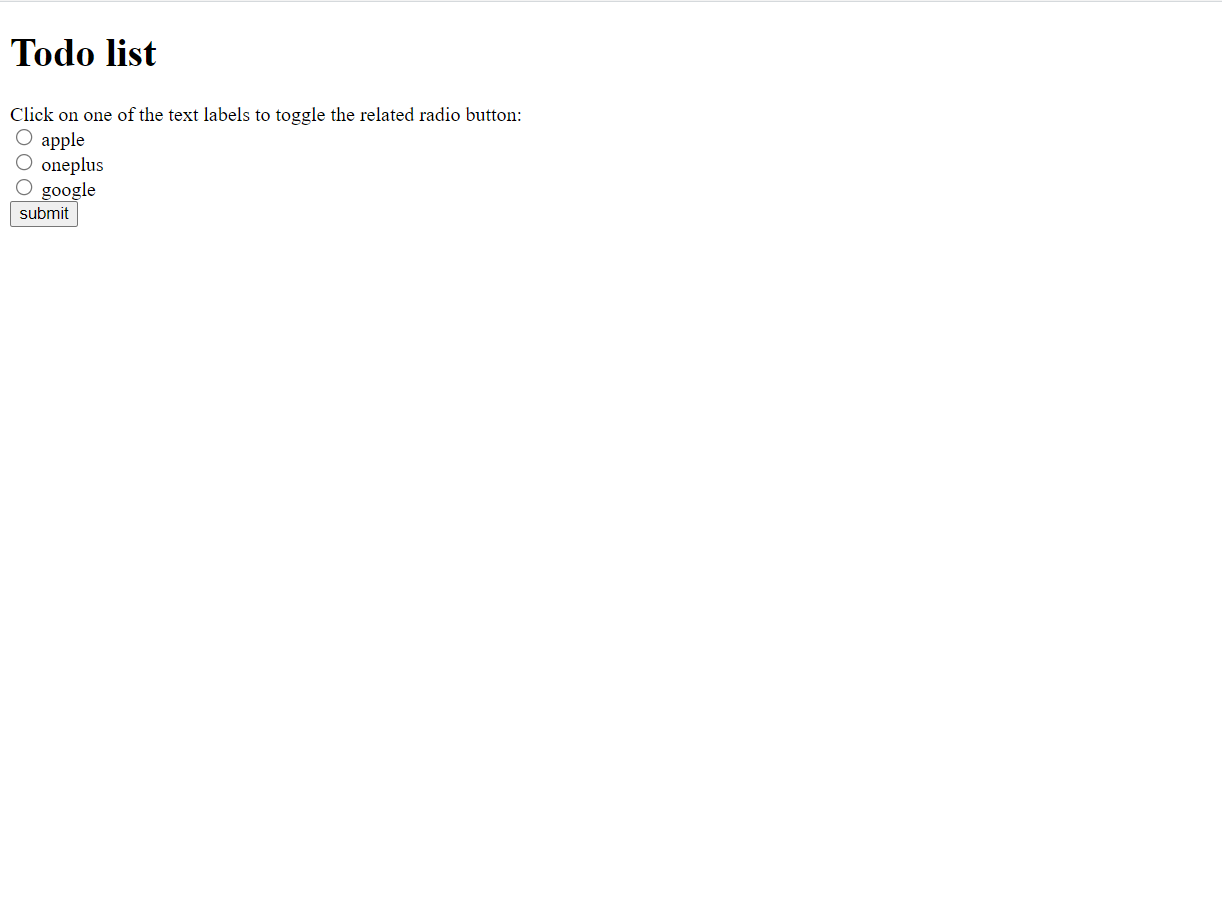 Todo list
Click on one of the text labels to toggle the related radio button:
apple
oneplus
google
submit